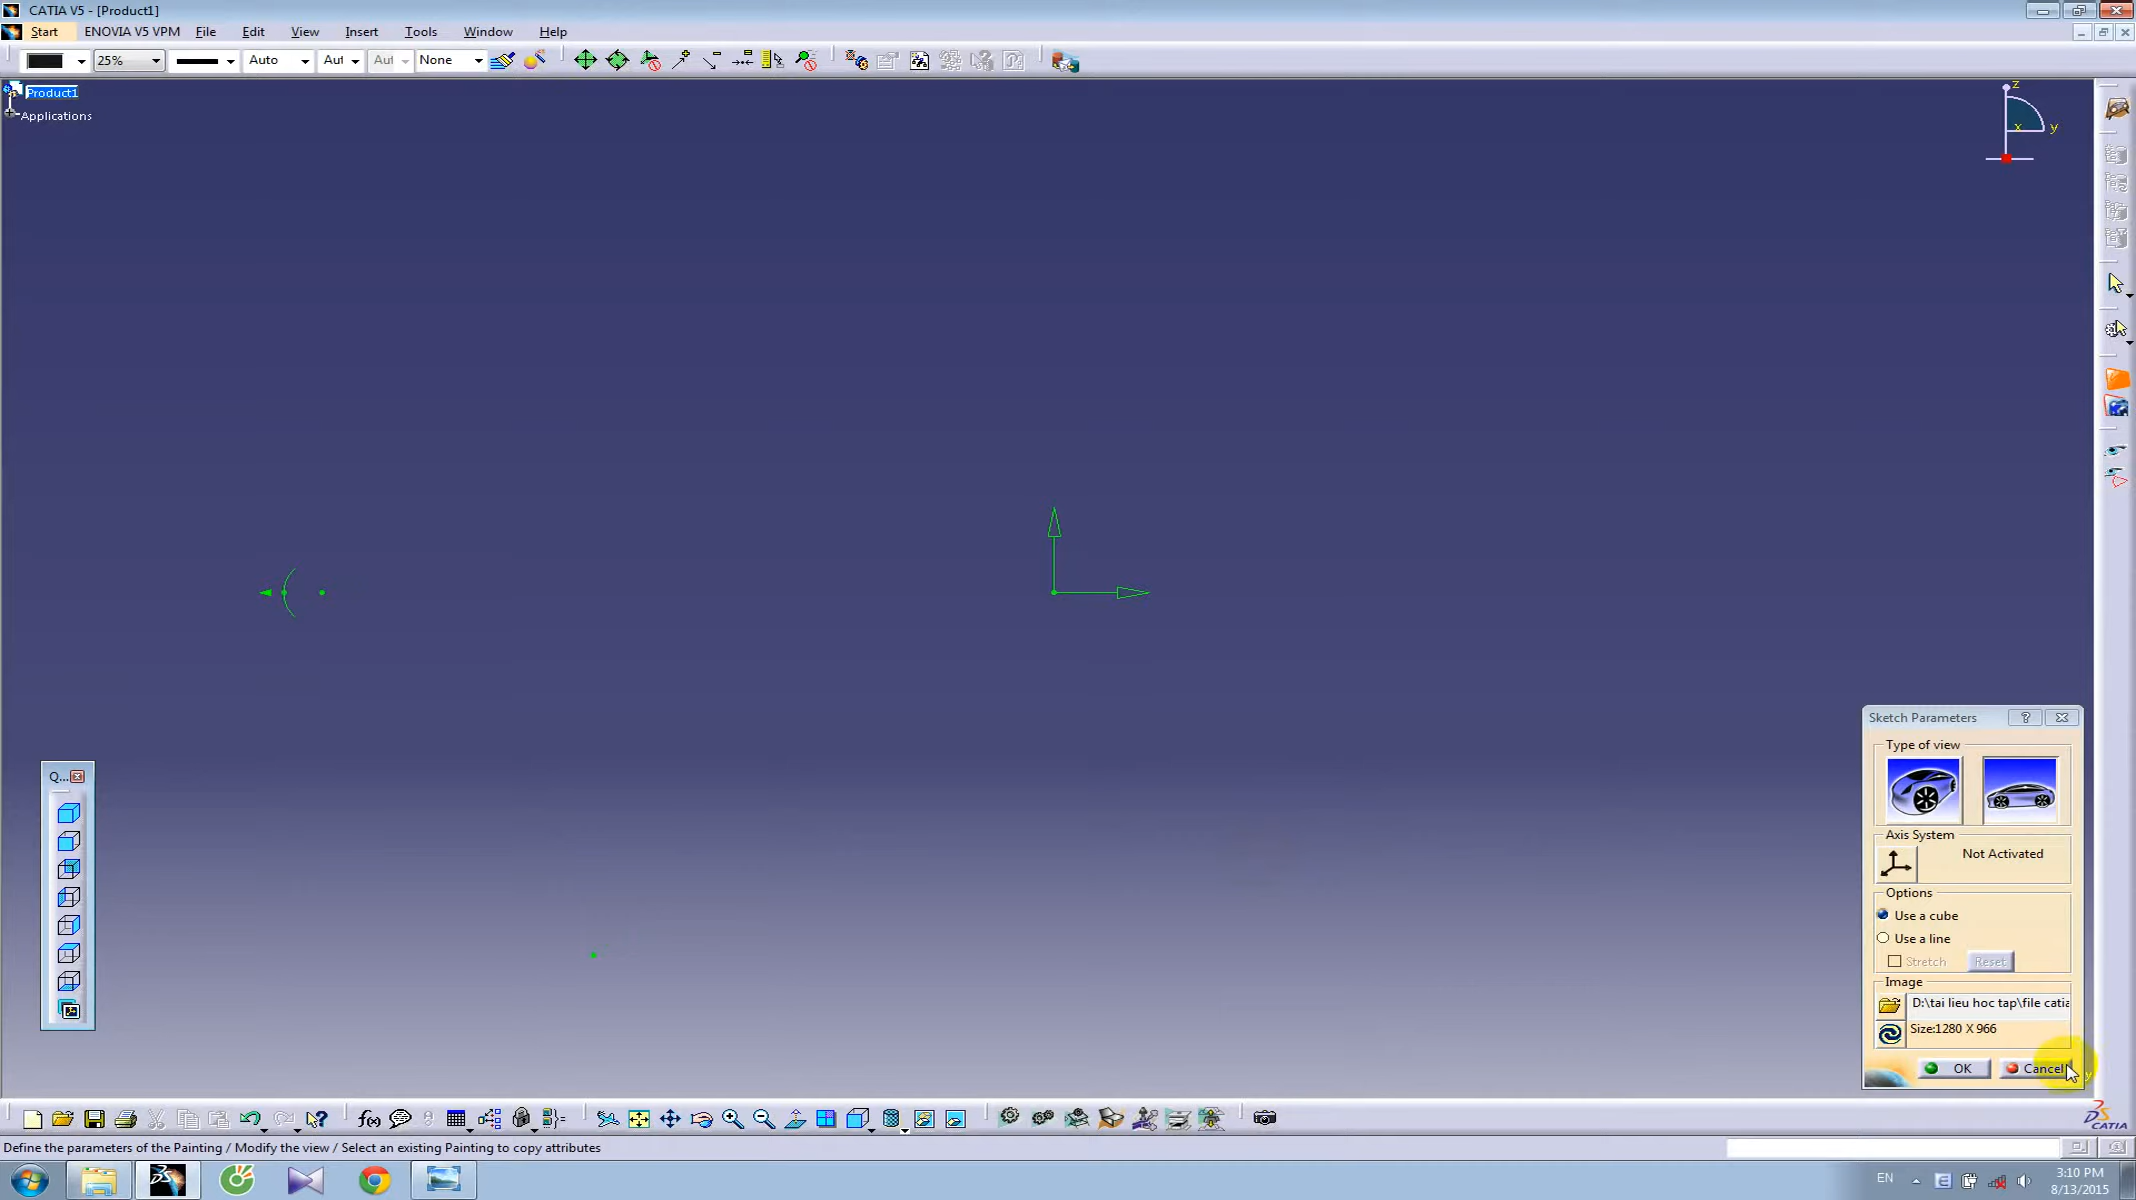 CATIA V5 - [Product1]
Start ENOVIA V5 VPM File Edit View Insert Tools Window Help
25% Auto Aut Aut None
Product1
Applications
z
x y
Sketch Parameters
Type of view
Axis System
Not Activated
Options
Use a cube
Use a line
Stretch Reset
Image
D:\tai lieu hoc tap\file catia
Size:1280 X 966
OK Cancel
Q...
f(x)
DS CATIA
Define the parameters of the Painting / Modify the view / Select an existing Painting to copy attributes
EN
3:10 PM
8/13/2015